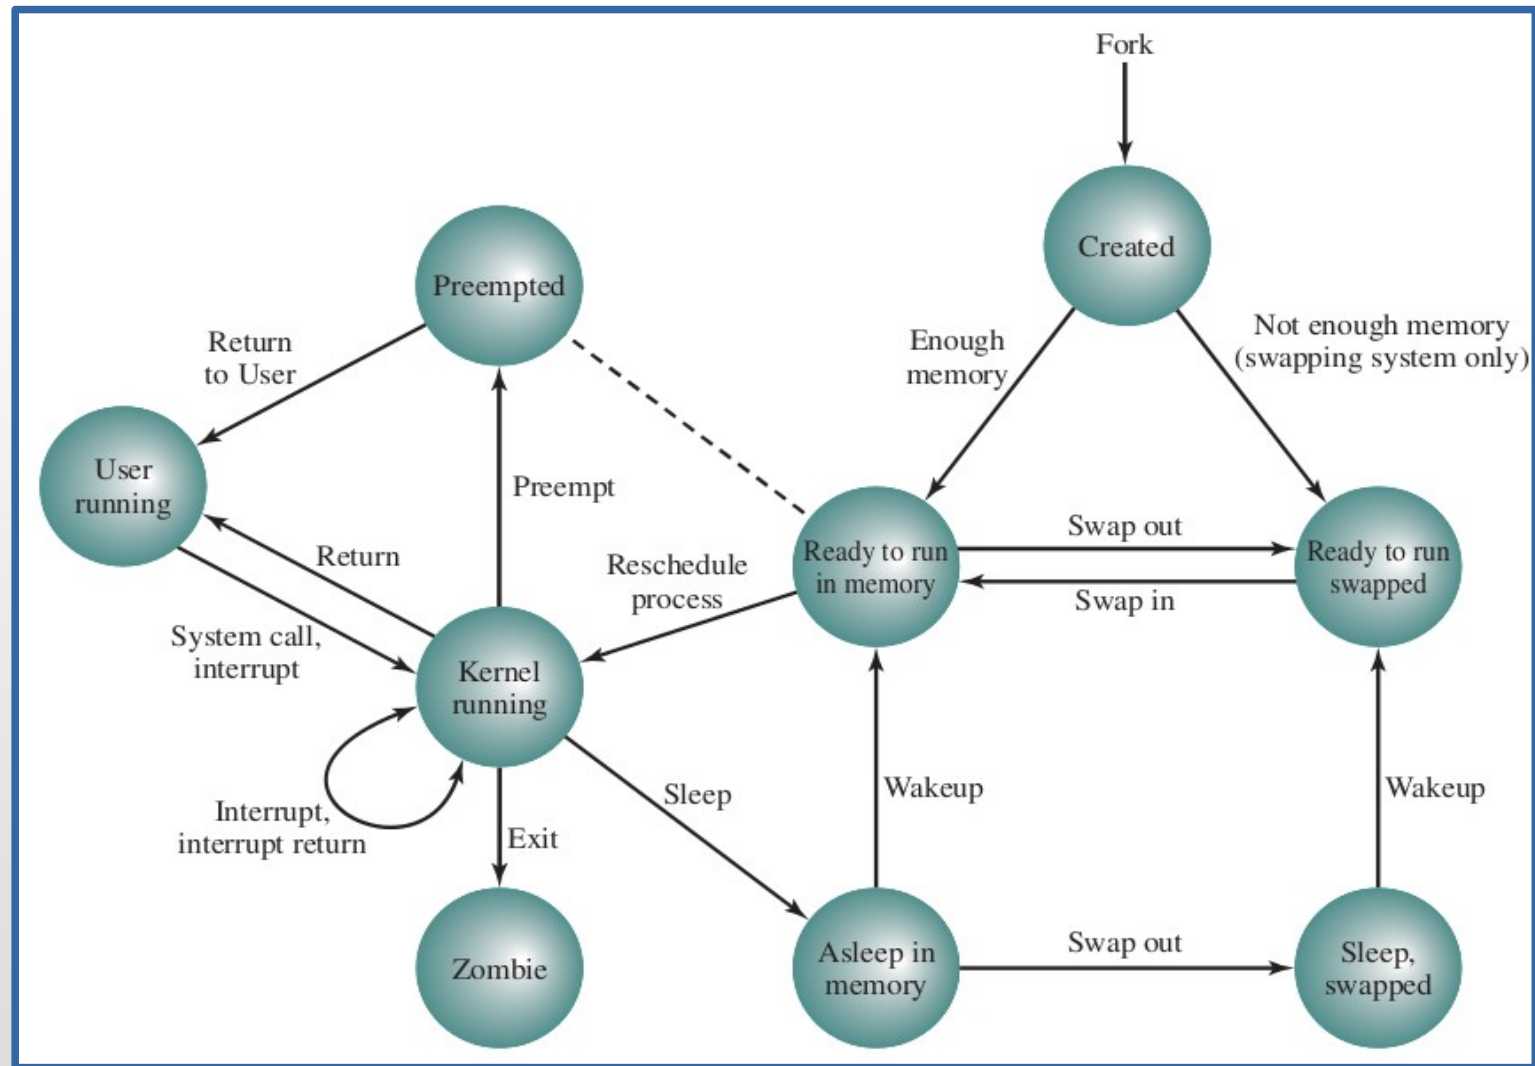 Fork
Created
Preempted
Not enough memory
(swapping system only)
Enough
memory
Return
to User
User
running
Preempt
Return
Reschedule
process
Ready to run
in memory
Swap out
Swap in
Ready to run
swapped
System call,
interrupt
Kernel
running
Interrupt,
interrupt return
Sleep
Exit
Wakeup
Wakeup
Zombie
Asleep in
memory
Swap out
Sleep,
swapped